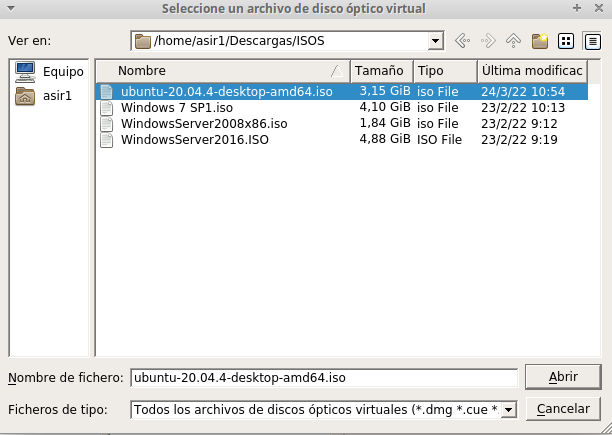 Seleccione un archivo de disco óptico virtual
Ver en: /home/asir1/Descargas/ISOS
Equipo
asir1
Nombre Tamaño Tipo Última modificac
ubuntu-20.04.4-desktop-amd64.iso 3,15 GiB iso File 24/3/22 10:54
Windows 7 SP1.iso 4,10 GiB iso File 23/2/22 10:13
WindowsServer2008x86.iso 1,84 GiB iso File 23/2/22 9:12
WindowsServer2016.ISO 4,88 GiB ISO File 23/2/22 9:19
Nombre de fichero: ubuntu-20.04.4-desktop-amd64.iso Abrir
Ficheros de tipo: Todos los archivos de discos ópticos virtuales (*.dmg *.cue * Cancelar